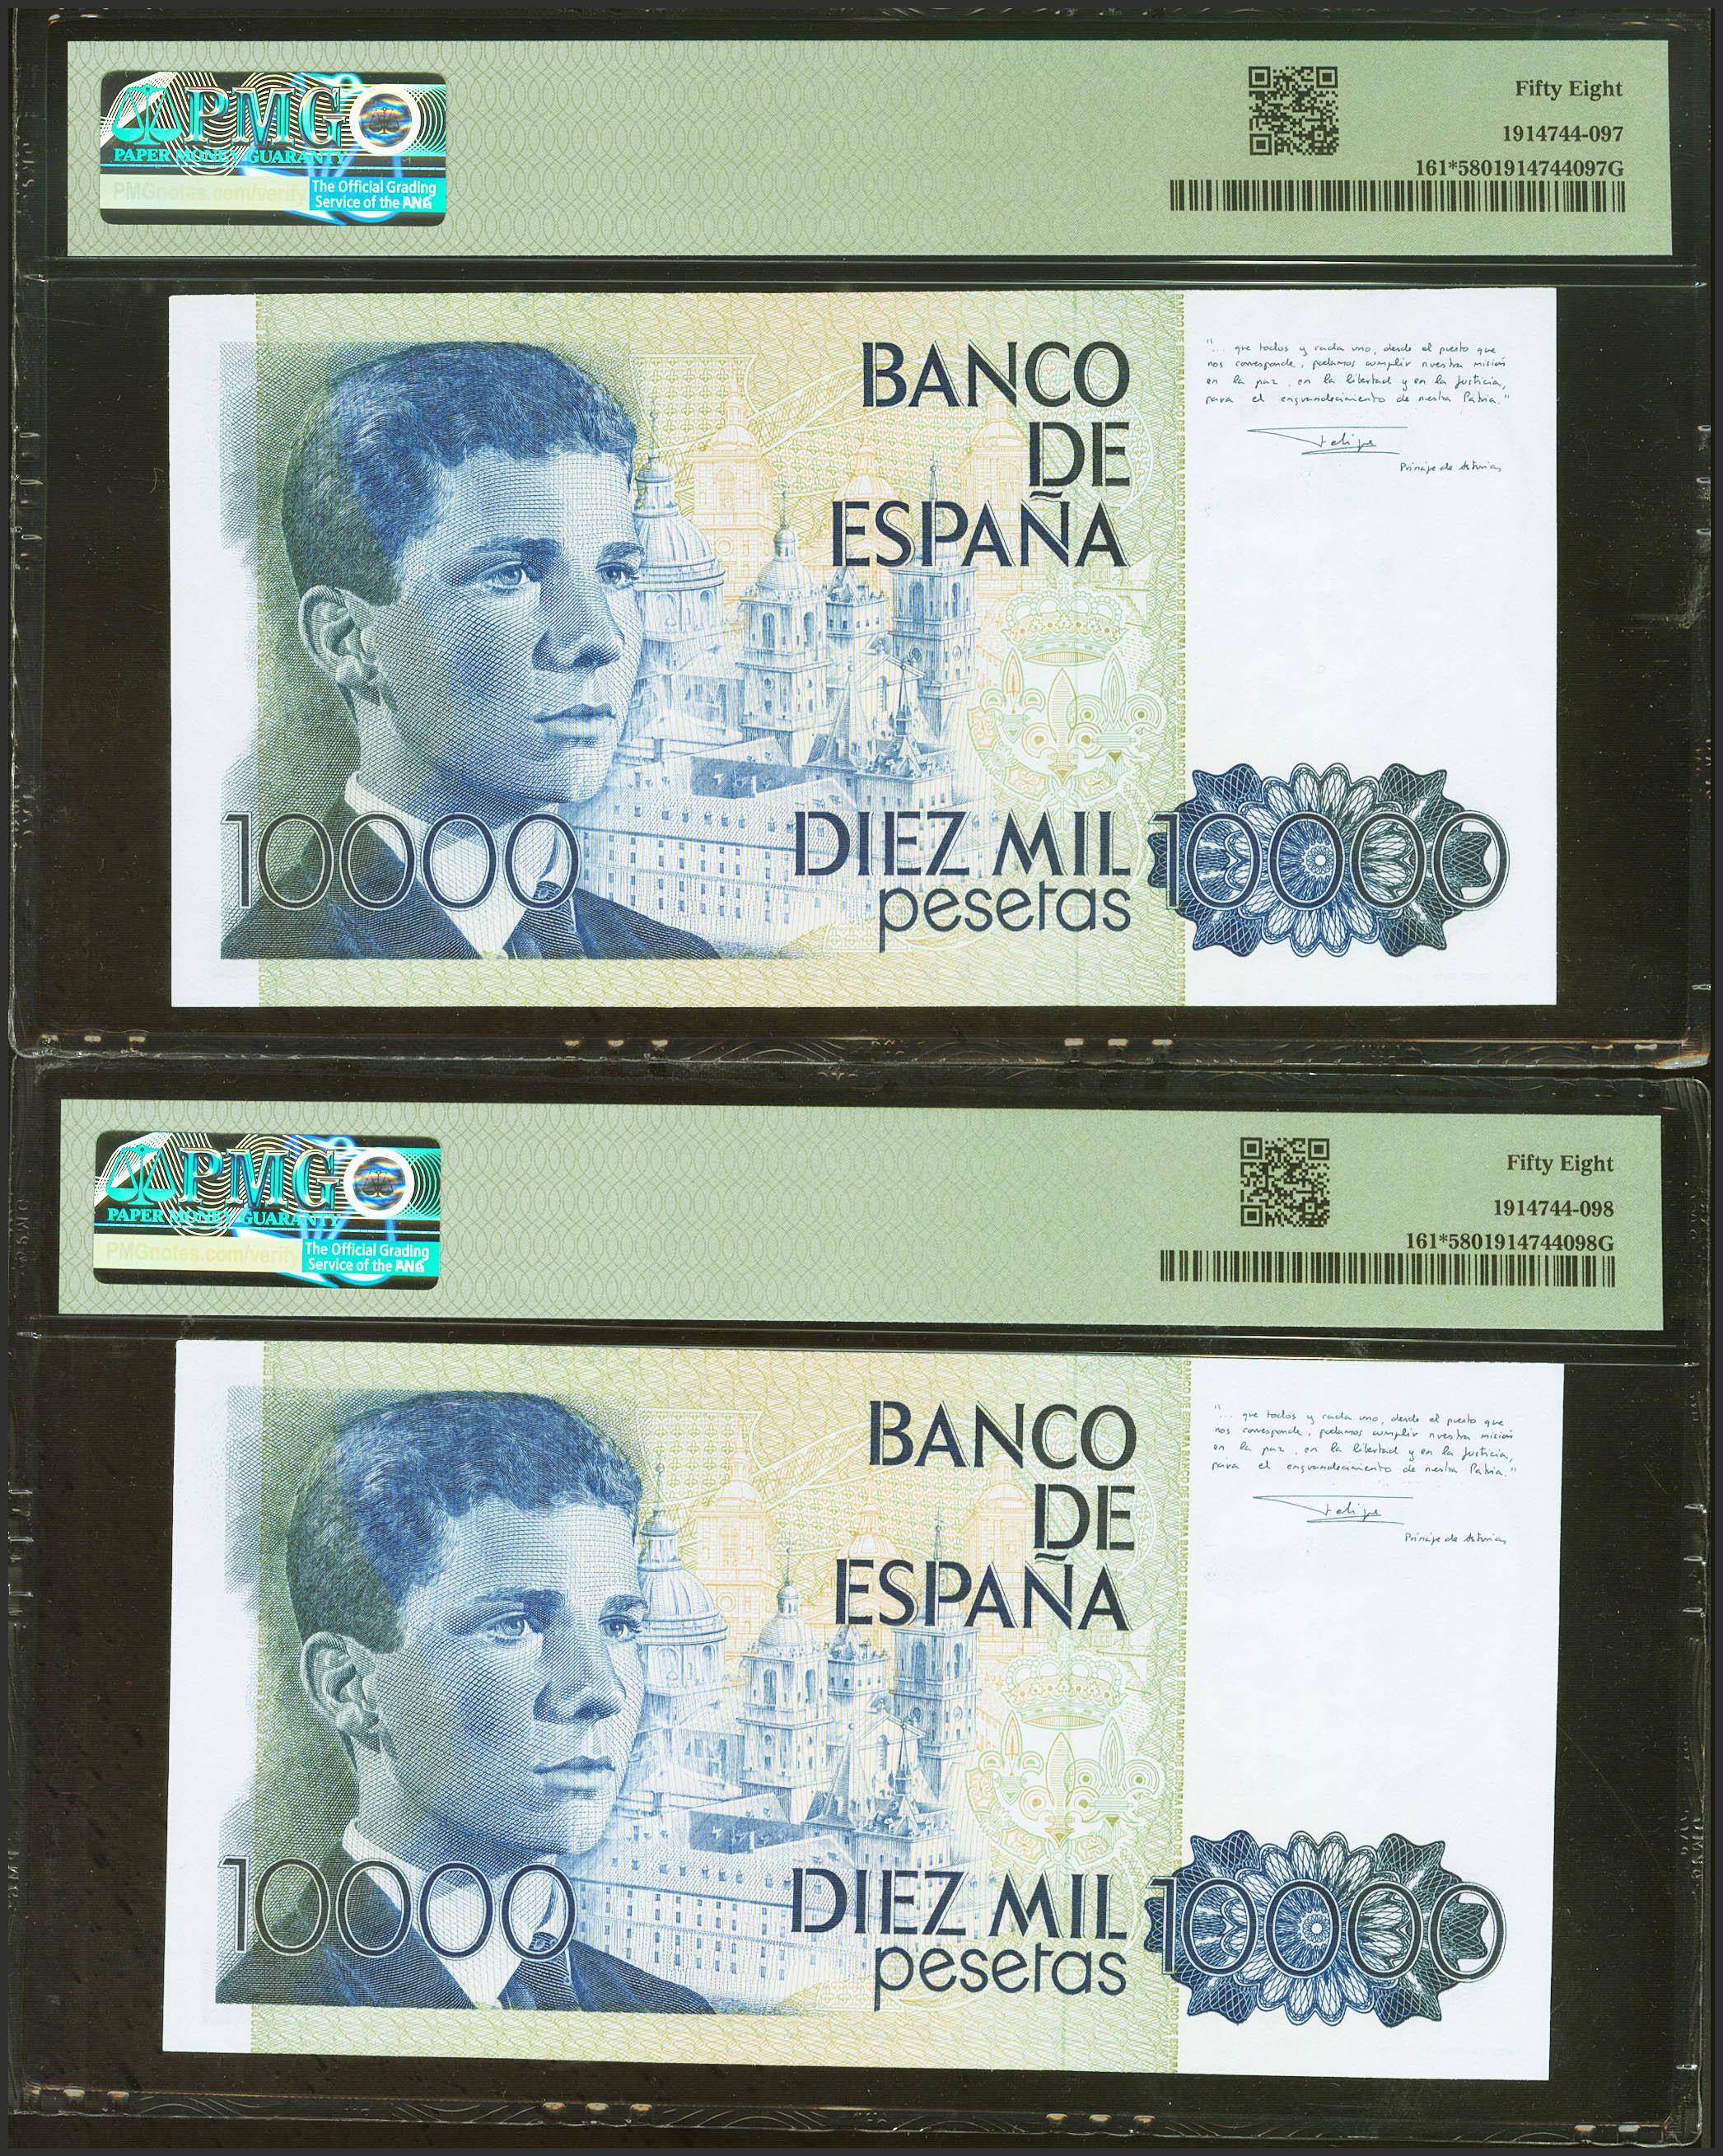 PMG
PAPER MONEY GUARANTY
PMGnotes.com/verify
The Official Grading
Service of the ANA
Fifty Eight
1914744-097
161*5801914744097G
BANCO
DE
ESPAÑA
"... que todos y cada uno, desde el puesto que
nos corresponde, podamos cumplir nuestra misión
en la paz, en la libertad y en la justicia,
para el engrandecimiento de nuestra Patria."
Felipe
Príncipe de Asturias
10000
DIEZ MIL
pesetas
10000
PMG
PAPER MONEY GUARANTY
PMGnotes.com/verify
The Official Grading
Service of the ANA
Fifty Eight
1914744-098
161*5801914744098G
BANCO
DE
ESPAÑA
"... que todos y cada uno, desde el puesto que
nos corresponde, podamos cumplir nuestra misión
en la paz, en la libertad y en la justicia,
para el engrandecimiento de nuestra Patria."
Felipe
Príncipe de Asturias
10000
DIEZ MIL
pesetas
10000